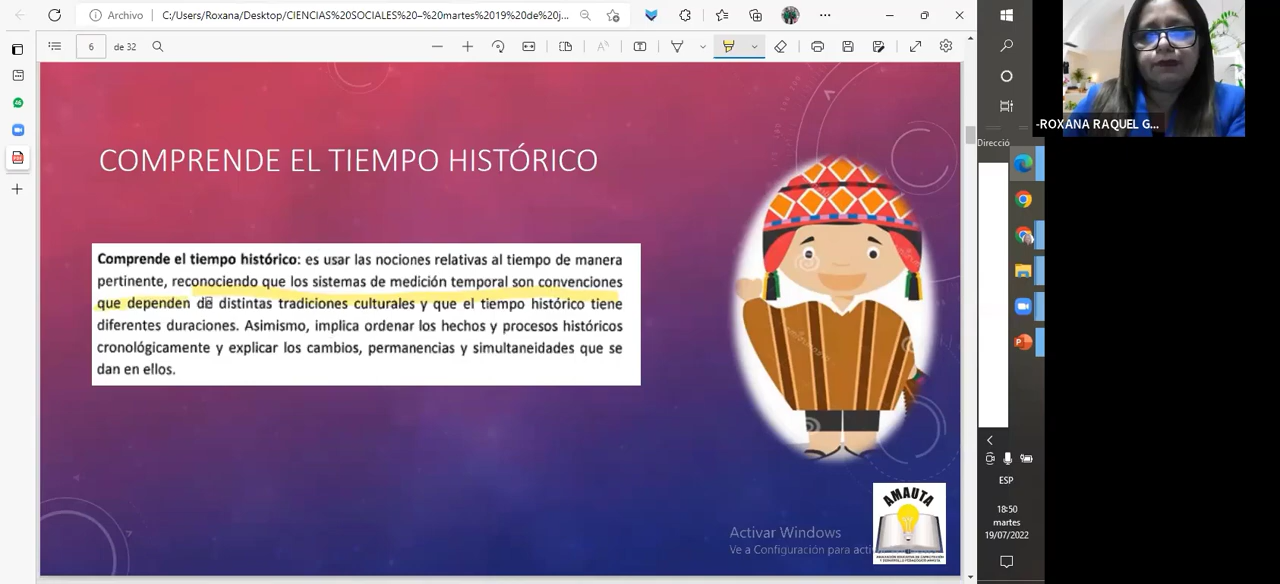 Archivo
C:/Users/Roxana/Desktop/CIENCIAS%20SOCIALES%20–%20martes%2019%20de%20j...
6
de 32
COMPRENDE EL TIEMPO HISTÓRICO
Comprende el tiempo histórico: es usar las nociones relativas al tiempo de manera
pertinente, reconociendo que los sistemas de medición temporal son convenciones
que dependen de distintas tradiciones culturales y que el tiempo histórico tiene
diferentes duraciones. Asimismo, implica ordenar los hechos y procesos históricos
cronológicamente y explicar los cambios, permanencias y simultaneidades que se
dan en ellos.
AMAUTA
Activar Windows
Ve a Configuración para acti
-ROXANA RAQUEL G...
Direcció
ESP
18:50
martes
19/07/2022